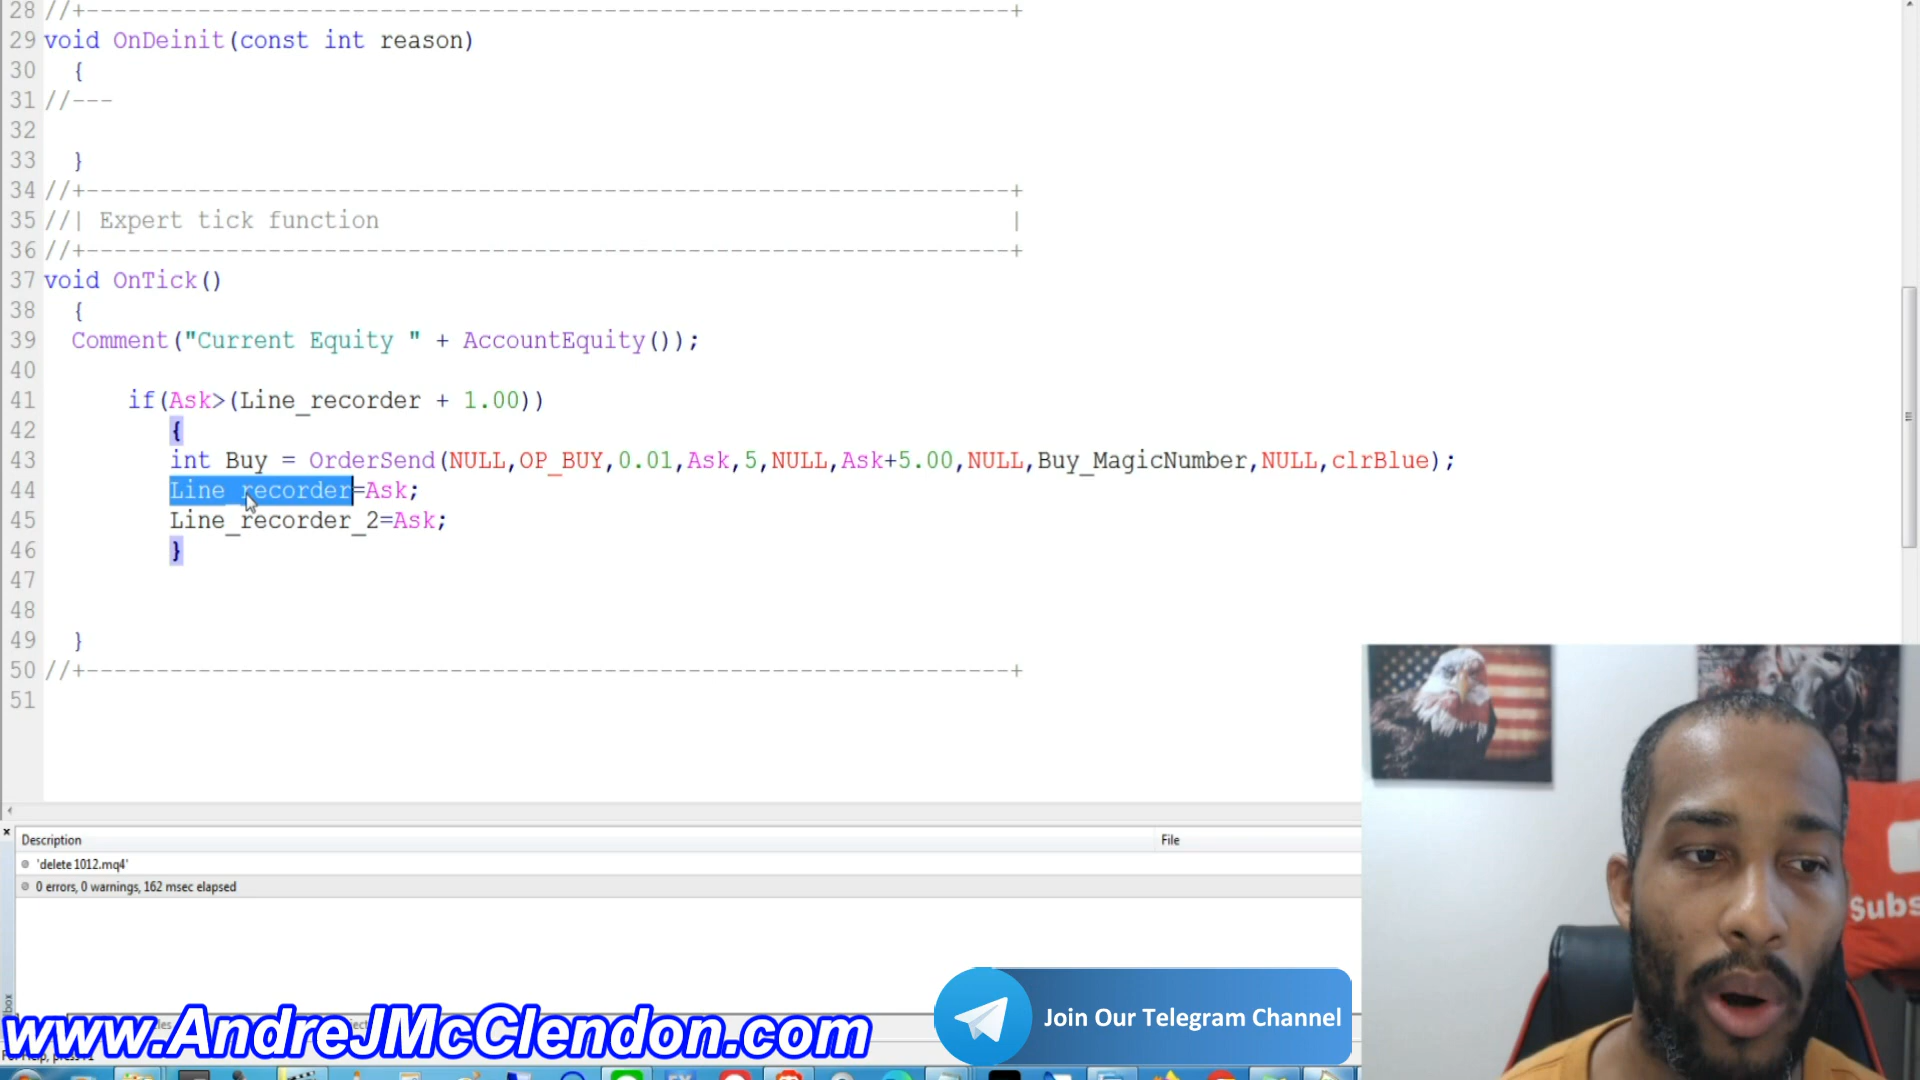 28 //+------------------------------------------------------------------+
29 void OnDeinit(const int reason)
30 {
31 //---
32
33 }
34 //+------------------------------------------------------------------+
35 //| Expert tick function |
36 //+------------------------------------------------------------------+
37 void OnTick()
38 {
39 Comment("Current Equity " + AccountEquity());
40
41 if(Ask>(Line_recorder + 1.00))
42 {
43 int Buy = OrderSend(NULL,OP_BUY,0.01,Ask,5,NULL,Ask+5.00,NULL,Buy_MagicNumber,NULL,clrBlue);
44 Line_recorder=Ask;
45 Line_recorder_2=Ask;
46 }
47
48
49 }
50 //+------------------------------------------------------------------+
51
Description File
'delete 1012.mq4'
0 errors, 0 warnings, 162 msec elapsed
Subs
www.AndreJMcClendon.com
Join Our Telegram Channel